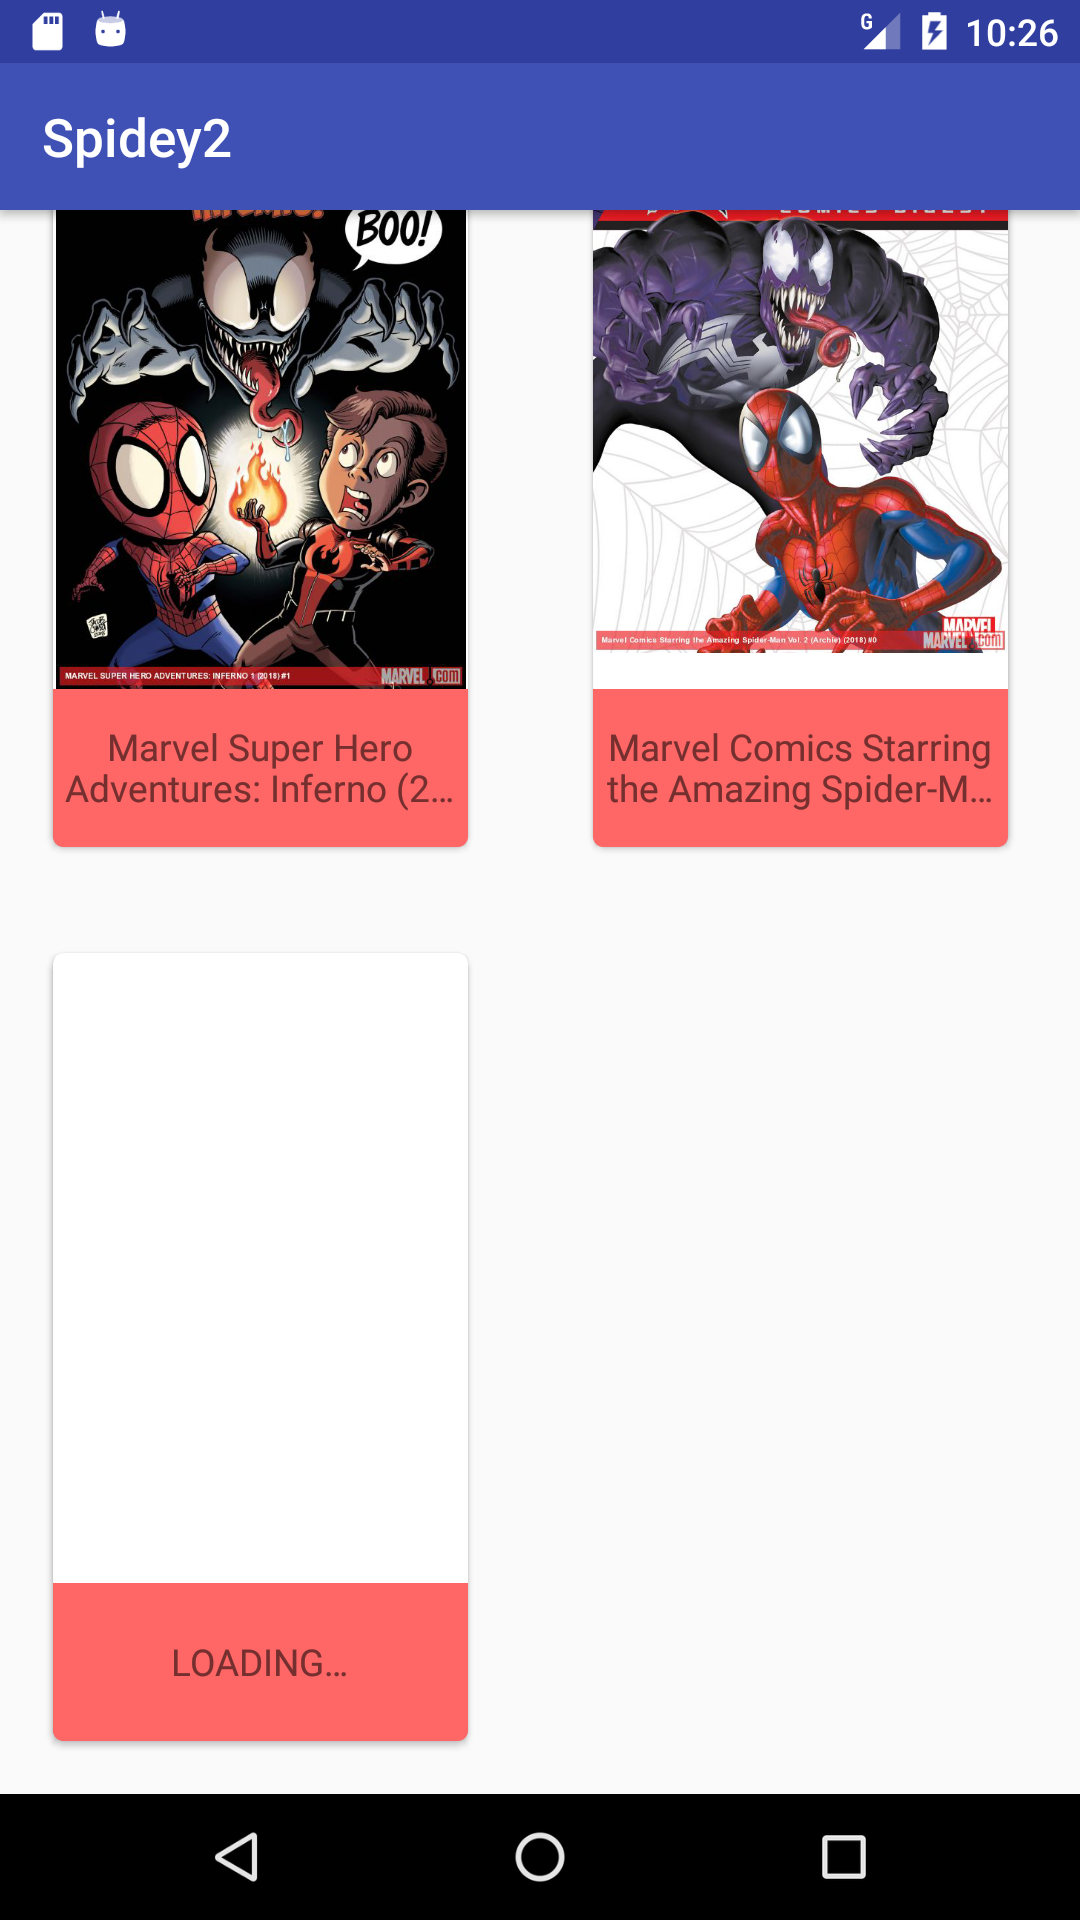 G
10:26
Spidey2
BOO!
MARVEL SUPER HERO ADVENTURES: INFERNO 1 (2018) #1
MARVEL.com
Marvel Comics Starring the Amazing Spider-Man Vol. 2 (Archie) (2018) #0
MARVEL
MARVEL.com
Marvel Super Hero
Adventures: Inferno (2...
Marvel Comics Starring
the Amazing Spider-M...
LOADING...